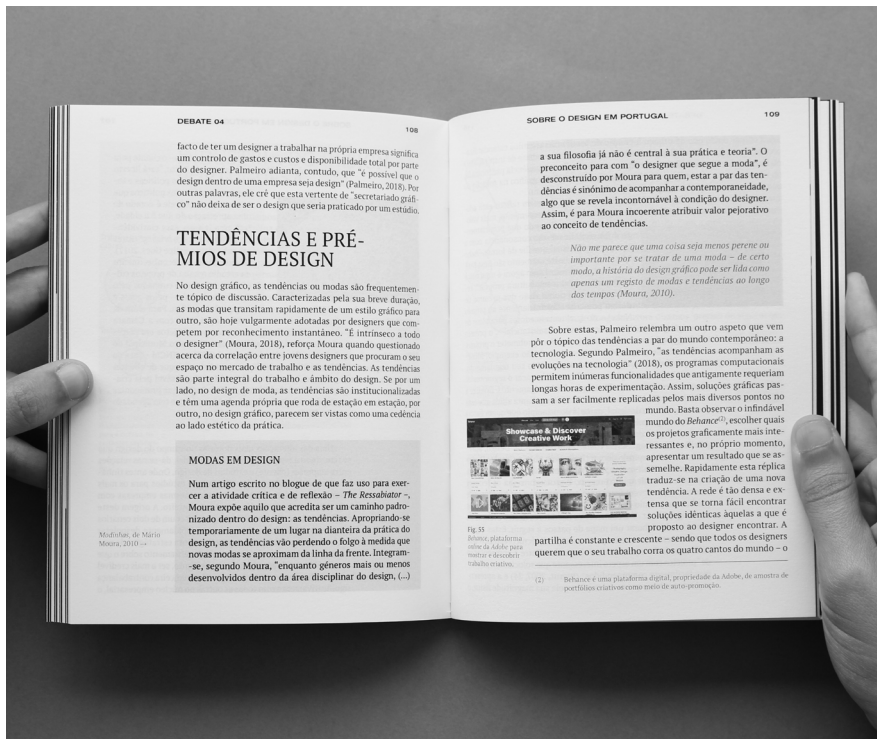 DEBATE 04
108
facto de ter um designer a trabalhar na própria empresa significa
um controlo de gastos e custos e disponibilidade total por parte
do designer. Palmeiro adianta, contudo, que “é possível que o
design dentro de uma empresa seja design” (Palmeiro, 2018). Por
outras palavras, ele crê que esta vertente de “secretariado gráfi-
co” não deixa de ser o design que seria praticado por um estúdio.
TENDÊNCIAS E PRÉ-
MIOS DE DESIGN
No design gráfico, as tendências ou modas são frequentemen-
te tópico de discussão. Caracterizadas pela sua breve duração,
as modas que transitam rapidamente de um estilo gráfico para
outro, são hoje vulgarmente adotadas por designers que com-
petem por reconhecimento instantâneo. “É intrínseco a todo
o designer” (Moura, 2018), reforça Moura quando questionado
acerca da correlação entre jovens designers que procuram o seu
espaço no mercado de trabalho e as tendências. As tendências
são parte integral do trabalho e âmbito do design. Se por um
lado, no design de moda, as tendências são institucionalizadas
e têm uma agenda própria que roda de estação em estação, por
outro, no design gráfico, parecem ser vistas como uma cedência
ao lado estético da prática.
MODAS EM DESIGN
Num artigo escrito no blogue de que faz uso para exer-
cer a atividade crítica e de reflexão – The Ressabiator –,
Moura expõe aquilo que acredita ser um caminho padro-
nizado dentro do design: as tendências. Apropriando-se
temporariamente de um lugar na dianteira da prática do
design, as tendências vão perdendo o folgo à medida que
novas modas se aproximam da linha da frente. Integram-
-se, segundo Moura, “enquanto géneros mais ou menos
desenvolvidos dentro da área disciplinar do design, (...)
Modinhas, de Mário
Moura, 2010 —
SOBRE O DESIGN EM PORTUGAL
109
a sua filosofia já não é central à sua prática e teoria”. O
preconceito para com “o designer que segue a moda”, é
desconstruído por Moura para quem, estar a par das ten-
dências é sinónimo de acompanhar a contemporaneidade,
algo que se revela incontornável à condição do designer.
Assim, é para Moura incoerente atribuir valor pejorativo
ao conceito de tendências.
Não me parece que uma coisa seja menos perene ou
importante por se tratar de uma moda – de certo
modo, a história do design gráfico pode ser lida como
apenas um registo de modas e tendências ao longo
dos tempos (Moura, 2010).
Sobre estas, Palmeiro relembra um outro aspeto que vem
pôr o tópico das tendências a par do mundo contemporâneo: a
tecnologia. Segundo Palmeiro, “as tendências acompanham as
evoluções na tecnologia” (2018), os programas computacionais
permitem inúmeras funcionalidades que antigamente requeriam
longas horas de experimentação. Assim, soluções gráficas pas-
sam a ser facilmente replicadas pelos mais diversos pontos no
mundo. Basta observar o infindável
mundo do Behance(2), escolher quais
os projetos graficamente mais inte-
ressantes e, no próprio momento,
apresentar um resultado que se as-
semelhe. Rapidamente esta réplica
traduz-se na criação de uma nova
tendência. A rede é tão densa e ex-
tensa que se torna fácil encontrar
soluções idênticas àquelas a que é
proposto ao designer encontrar. A
partilha é constante e crescente – sendo que todos os designers
querem que o seu trabalho corra os quatro cantos do mundo – o
Showcase & Discover
Creative Work
Fig. 55
Behance, plataforma
online da Adobe para
mostrar e descobrir
trabalho criativo.
(2) Behance é uma plataforma digital, propriedade da Adobe, de amostra de
portfólios criativos como meio de auto-promoção.